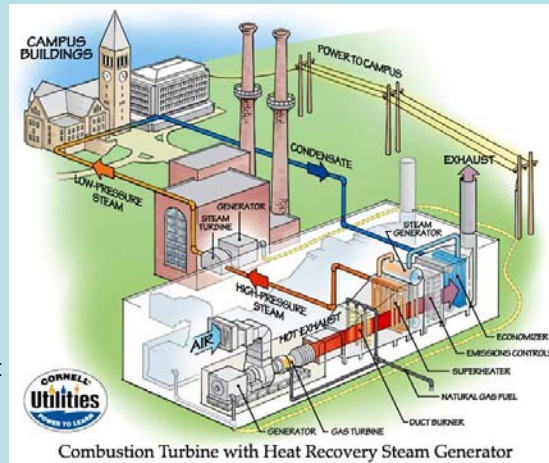 CAMPUS
BUILDINGS
POWER TO CAMPUS
CONDENSATE
EXHAUST
LOW-PRESSURE
STEAM
GENERATOR
STEAM
TURBINE
STEAM
GENERATOR
HIGH-PRESSURE
STEAM
HOT EXHAUST
AIR
ECONOMIZER
EMISSIONS CONTROLS
SUPERHEATER
NATURAL GAS FUEL
DUCT BURNER
GENERATOR
GAS TURBINE
CORNELL
Utilities
POWER TO LEARN
Combustion Turbine with Heat Recovery Steam Generator